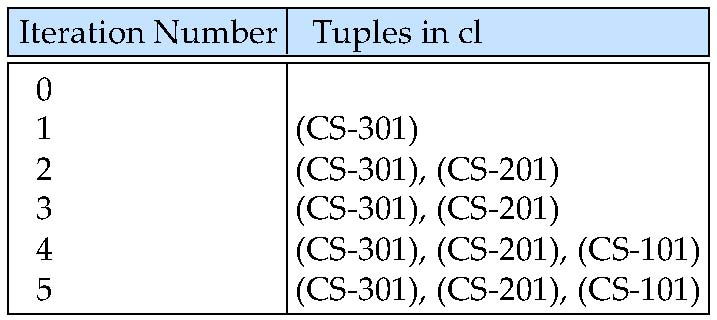 Iteration Number Tuples in cl
0
1 (CS-301)
2 (CS-301), (CS-201)
3 (CS-301), (CS-201)
4 (CS-301), (CS-201), (CS-101)
5 (CS-301), (CS-201), (CS-101)